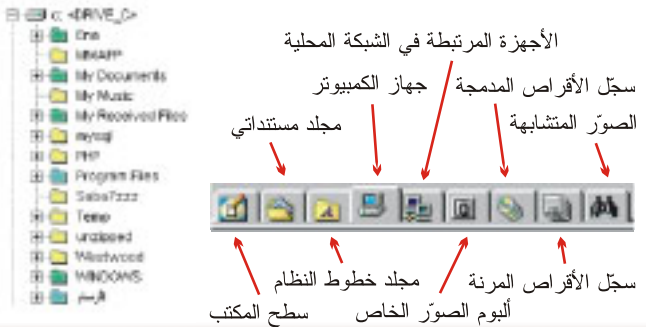 c: <DRIVE_C>
One
MMAPP
My Documents
My Music
My Received Files
mysql
PHP
Program Files
Saba7zzz
Temp
unzipped
Westwood
WINDOWS
الأجهزة المرتبطة في الشبكة المحلية
سجّل الأقراص المدمجة
جهاز الكمبيوتر
الصوّر المتشابهة
مجلد مستنداتي
سجّل الأقراص المرنة
مجلد خطوط النظام
ألبوم الصوّر الخاص
سطح المكتب